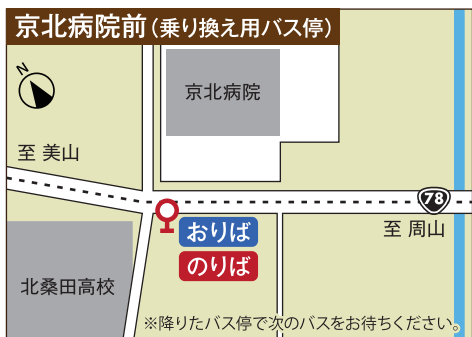 京北病院前（乗り換え用バス停）
N
京北病院
至 美山
78
至 周山
おりば
のりば
北桑田高校
※降りたバス停で次のバスをお待ちください。